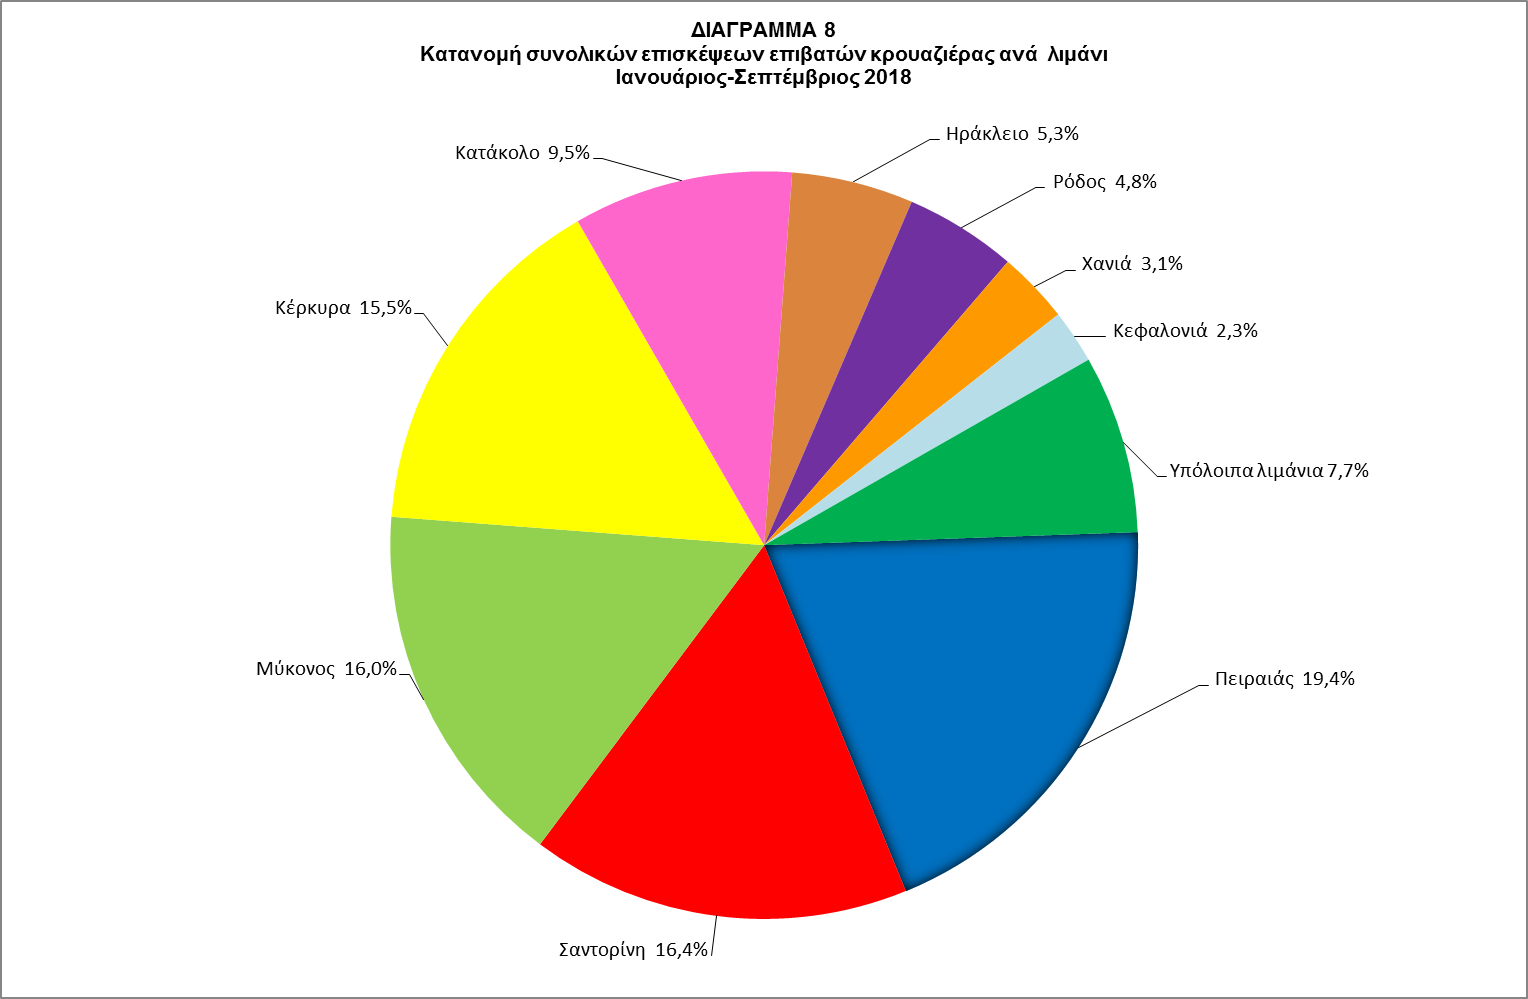 ΔΙΑΓΡΑΜΜΑ 8
Κατανομή συνολικών επισκέψεων επιβατών κρουαζιέρας ανά λιμάνι
Ιανουάριος-Σεπτέμβριος 2018
Ηράκλειο 5,3%
Κατάκολο 9,5%
Ρόδος 4,8%
Χανιά 3,1%
Κέρκυρα 15,5%
Κεφαλονιά 2,3%
Υπόλοιπα λιμάνια 7,7%
Μύκονος 16,0%
Πειραιάς 19,4%
Σαντορίνη 16,4%